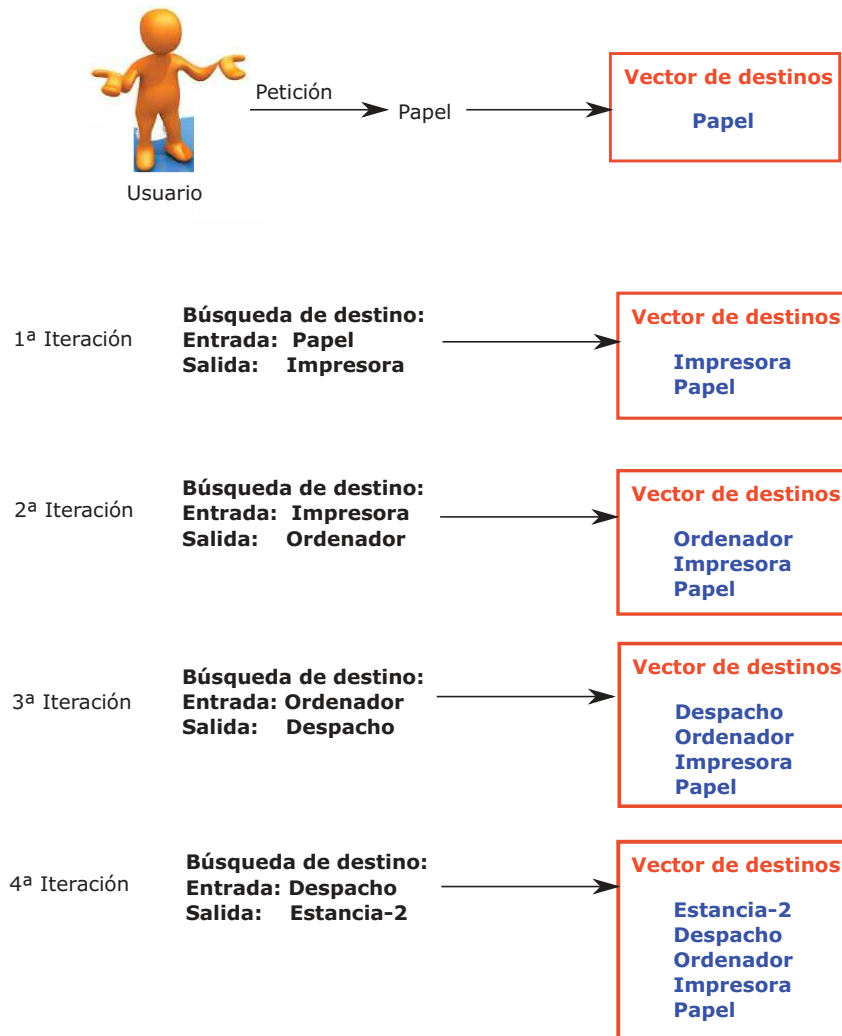 Petición
Papel
Usuario
Vector de destinos
Papel
1ª Iteración
Búsqueda de destino:
Entrada: Papel
Salida: Impresora
Vector de destinos
Impresora
Papel
2ª Iteración
Búsqueda de destino:
Entrada: Impresora
Salida: Ordenador
Vector de destinos
Ordenador
Impresora
Papel
3ª Iteración
Búsqueda de destino:
Entrada: Ordenador
Salida: Despacho
Vector de destinos
Despacho
Ordenador
Impresora
Papel
4ª Iteración
Búsqueda de destino:
Entrada: Despacho
Salida: Estancia-2
Vector de destinos
Estancia-2
Despacho
Ordenador
Impresora
Papel